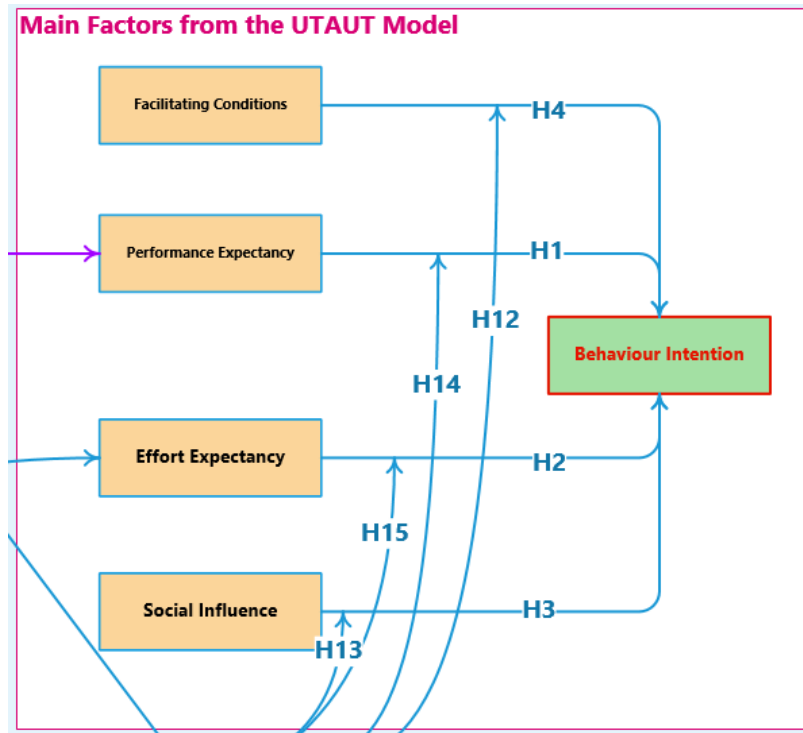 Main Factors from the UTAUT Model
Facilitating Conditions
H4
Performance Expectancy
H1
H12
Behaviour Intention
H14
Effort Expectancy
H2
H15
Social Influence
H3
H13